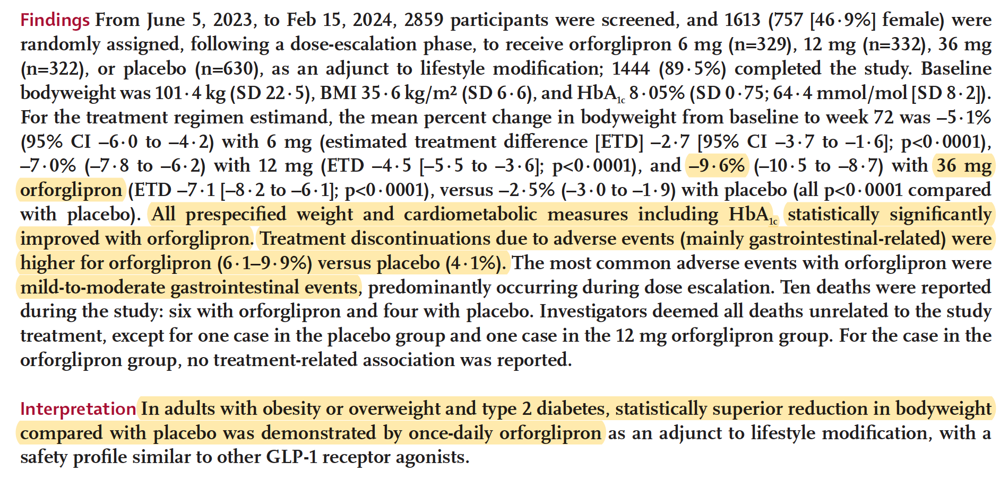 Findings From June 5, 2023, to Feb 15, 2024, 2859 participants were screened, and 1613 (757 [46·9%] female) were
randomly assigned, following a dose-escalation phase, to receive orforglipron 6 mg (n=329), 12 mg (n=332), 36 mg
(n=322), or placebo (n=630), as an adjunct to lifestyle modification; 1444 (89·5%) completed the study. Baseline
bodyweight was 101·4 kg (SD 22·5), BMI 35·6 kg/m² (SD 6·6), and HbA1c 8·05% (SD 0·75; 64·4 mmol/mol [SD 8·2]).
For the treatment regimen estimand, the mean percent change in bodyweight from baseline to week 72 was –5·1%
(95% CI –6·0 to –4·2) with 6 mg (estimated treatment difference [ETD] –2·7 [95% CI –3·7 to –1·6]; p<0·0001),
–7·0% (–7·8 to –6·2) with 12 mg (ETD –4·5 [–5·5 to –3·6]; p<0·0001), and –9·6% (–10·5 to –8·7) with 36 mg
orforglipron (ETD –7·1 [–8·2 to –6·1]; p<0·0001), versus –2·5% (–3·0 to –1·9) with placebo (all p<0·0001 compared
with placebo). All prespecified weight and cardiometabolic measures including HbA1c statistically significantly
improved with orforglipron. Treatment discontinuations due to adverse events (mainly gastrointestinal-related) were
higher for orforglipron (6·1–9·9%) versus placebo (4·1%). The most common adverse events with orforglipron were
mild-to-moderate gastrointestinal events, predominantly occurring during dose escalation. Ten deaths were reported
during the study: six with orforglipron and four with placebo. Investigators deemed all deaths unrelated to the study
treatment, except for one case in the placebo group and one case in the 12 mg orforglipron group. For the case in the
orforglipron group, no treatment-related association was reported.
Interpretation In adults with obesity or overweight and type 2 diabetes, statistically superior reduction in bodyweight
compared with placebo was demonstrated by once-daily orforglipron as an adjunct to lifestyle modification, with a
safety profile similar to other GLP-1 receptor agonists.